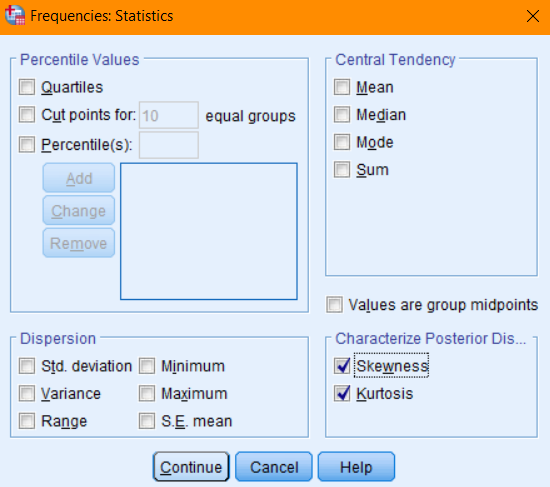 Frequencies: Statistics
Percentile Values
Quartiles
Cut points for: 10 equal groups
Percentile(s):
Add
Change
Remove
Central Tendency
Mean
Median
Mode
Sum
Values are group midpoints
Dispersion
Std. deviation Minimum
Variance Maximum
Range S.E. mean
Characterize Posterior Dis...
Skewness
Kurtosis
Continue Cancel Help